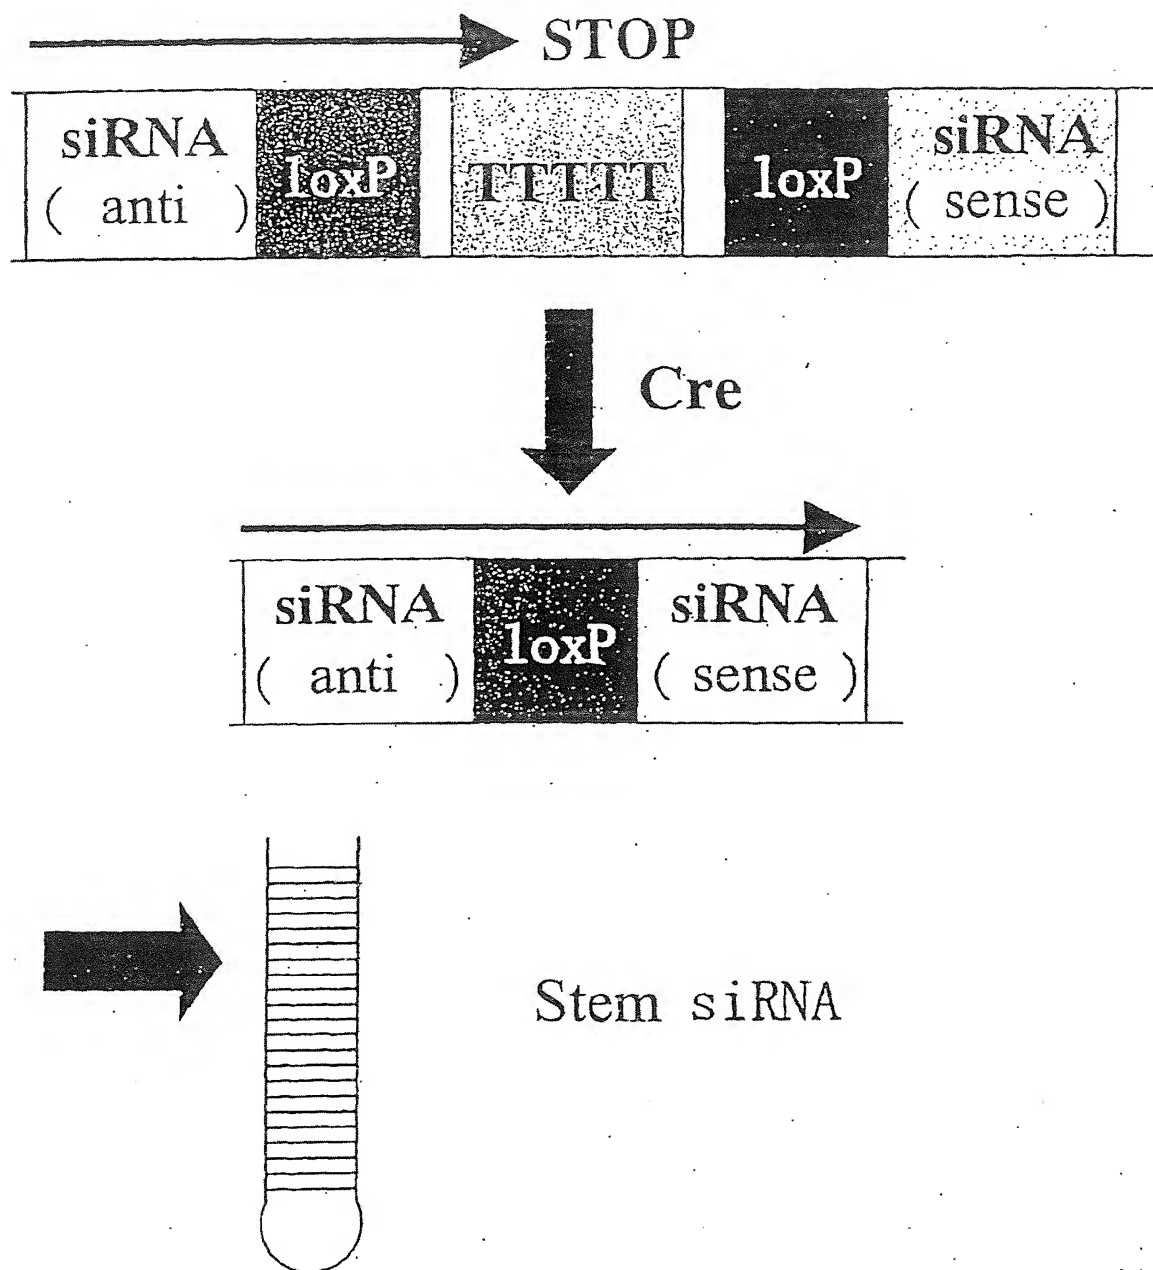 STOP
siRNA
( anti )
loxP
TTTTT
loxP
siRNA
( sense )
Cre
siRNA
( anti )
loxP
siRNA
( sense )
Stem siRNA